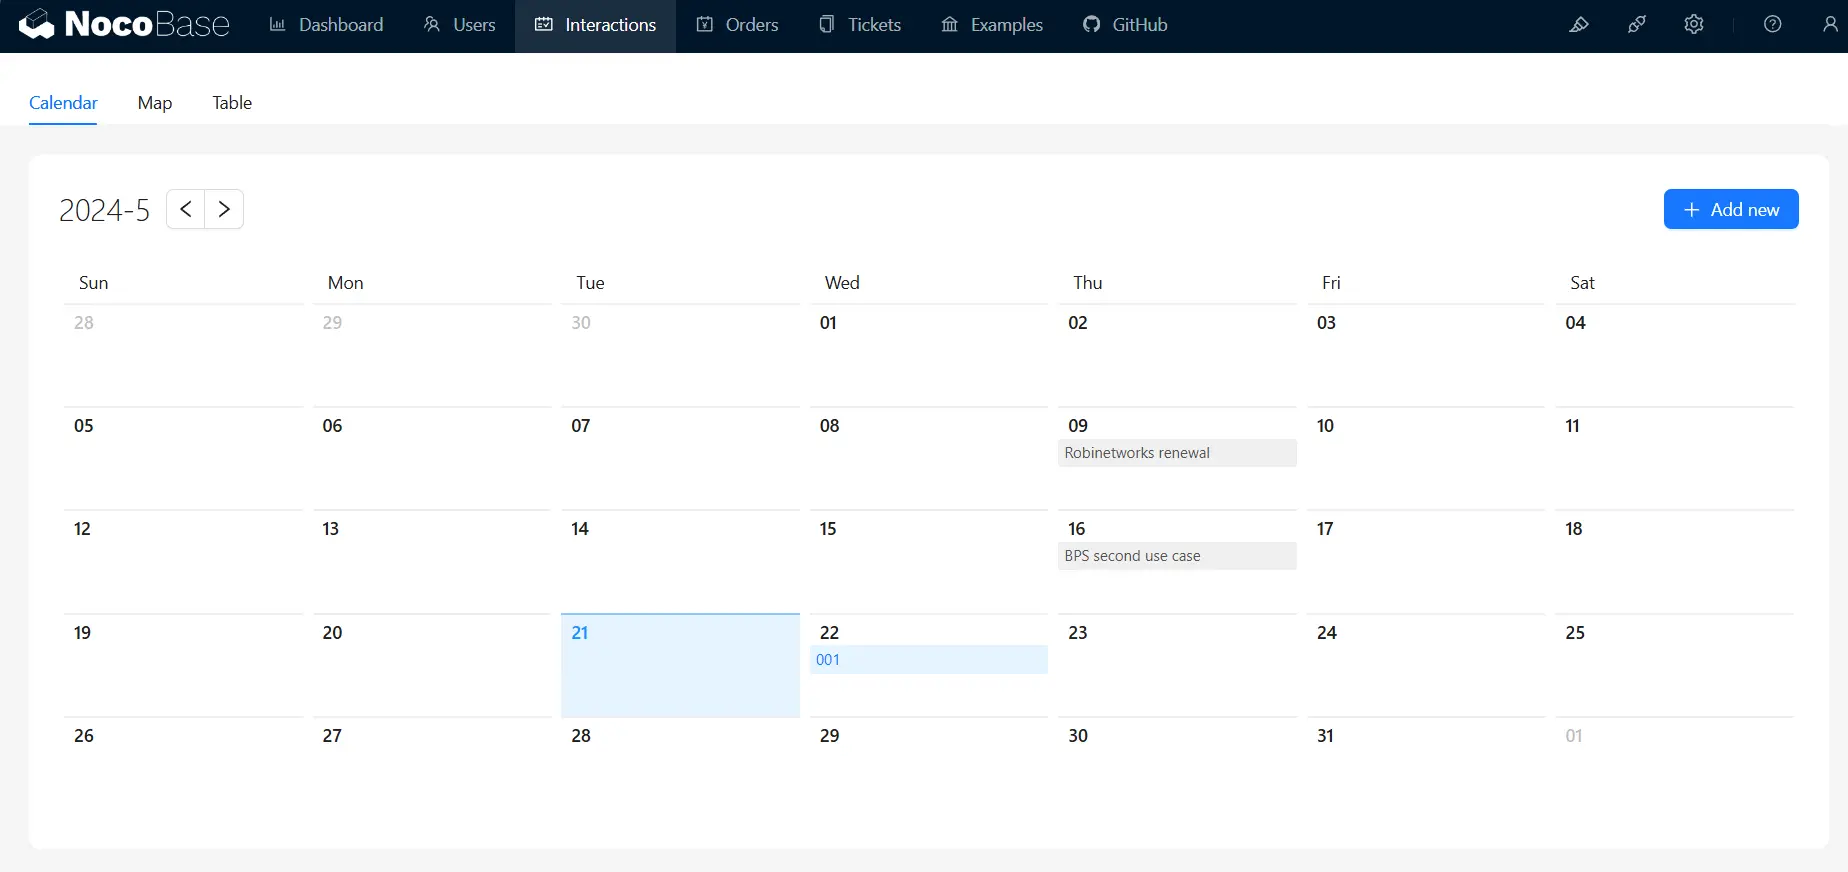 NocoBase Dashboard Users Interactions Orders Tickets Examples GitHub
Calendar Map Table
2024-5 < > + Add new
Sun Mon Tue Wed Thu Fri Sat
28 29 30 01 02 03 04
05 06 07 08 09 10 11
Robinetworks renewal
12 13 14 15 16 17 18
BPS second use case
19 20 21 22 23 24 25
001
26 27 28 29 30 31 01